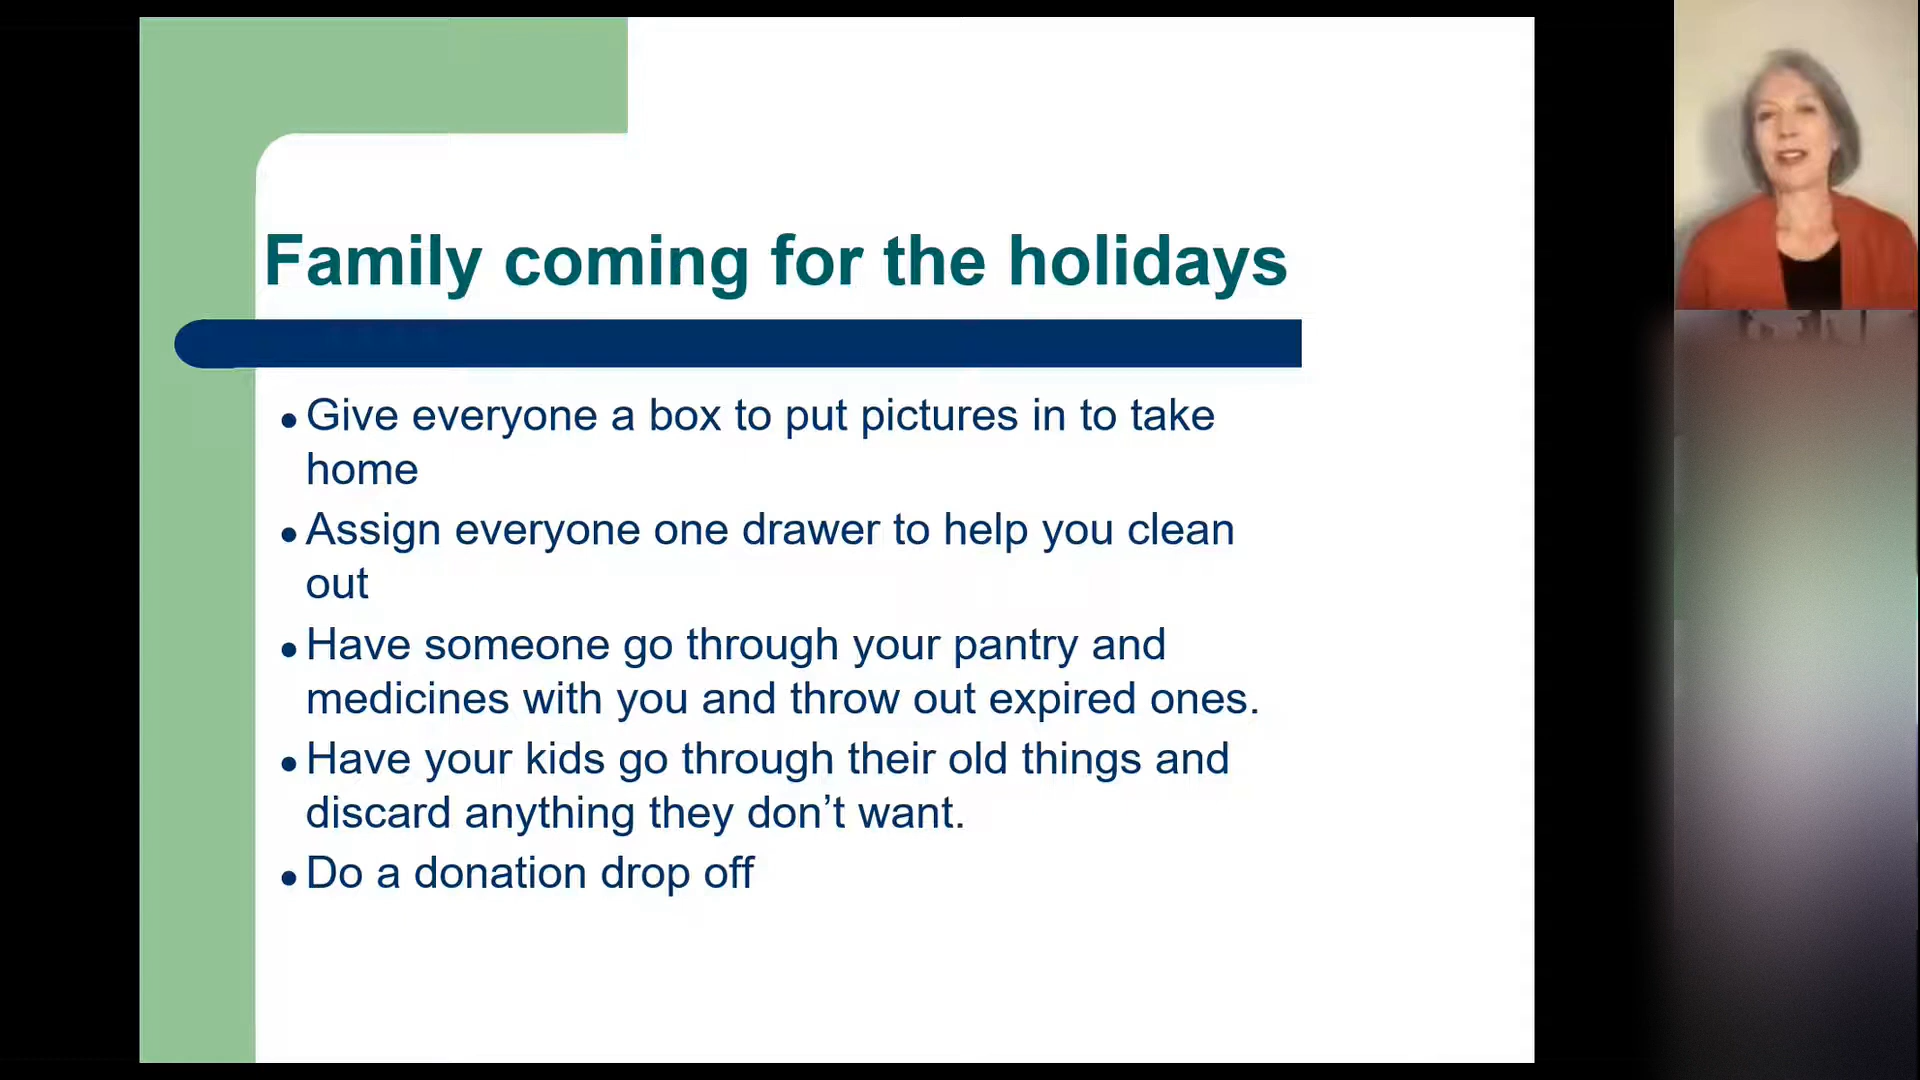 Family coming for the holidays
• Give everyone a box to put pictures in to take
home
• Assign everyone one drawer to help you clean
out
• Have someone go through your pantry and
medicines with you and throw out expired ones.
• Have your kids go through their old things and
discard anything they don’t want.
• Do a donation drop off